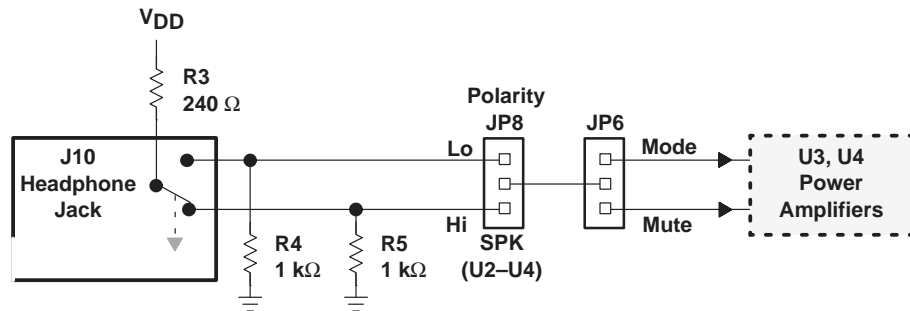 VDD
R3
240 Ω
J10
Headphone
Jack
R4
1 kΩ
R5
1 kΩ
Lo
Hi
Polarity
JP8
SPK
(U2–U4)
JP6
Mode
Mute
U3, U4
Power
Amplifiers